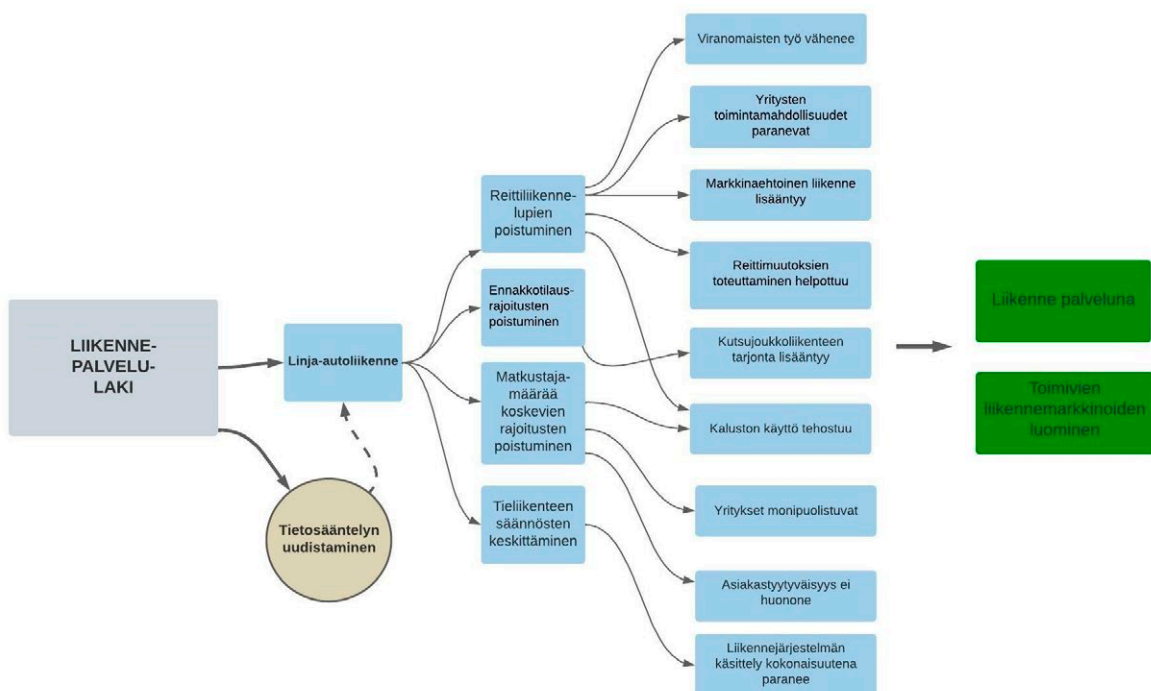 LIIKENNE-
PALVELU-
LAKI
Tietosääntelyn
uudistaminen
Linja-autoliikenne
Reittiliikenne-
lupien
poistuminen
Ennakkotilaus-
rajoitusten
poistuminen
Matkustaja-
määrää
koskevien
rajoitusten
poistuminen
Tieliikenteen
säännösten
keskittäminen
Viranomaisten työ vähenee
Yritysten
toimintamahdollisuudet
paranevat
Markkinaehtoinen liikenne
lisääntyy
Reittimuutoksien
toteuttaminen helpottuu
Kutsujoukkoliikenteen
tarjonta lisääntyy
Kaluston käyttö tehostuu
Yritykset monipuolistuvat
Asiakastyytyväisyys ei
huonone
Liikennejärjestelmän
käsittely kokonaisuutena
paranee
Liikenne palveluna
Toimivien
liikennemarkkinoiden
luominen